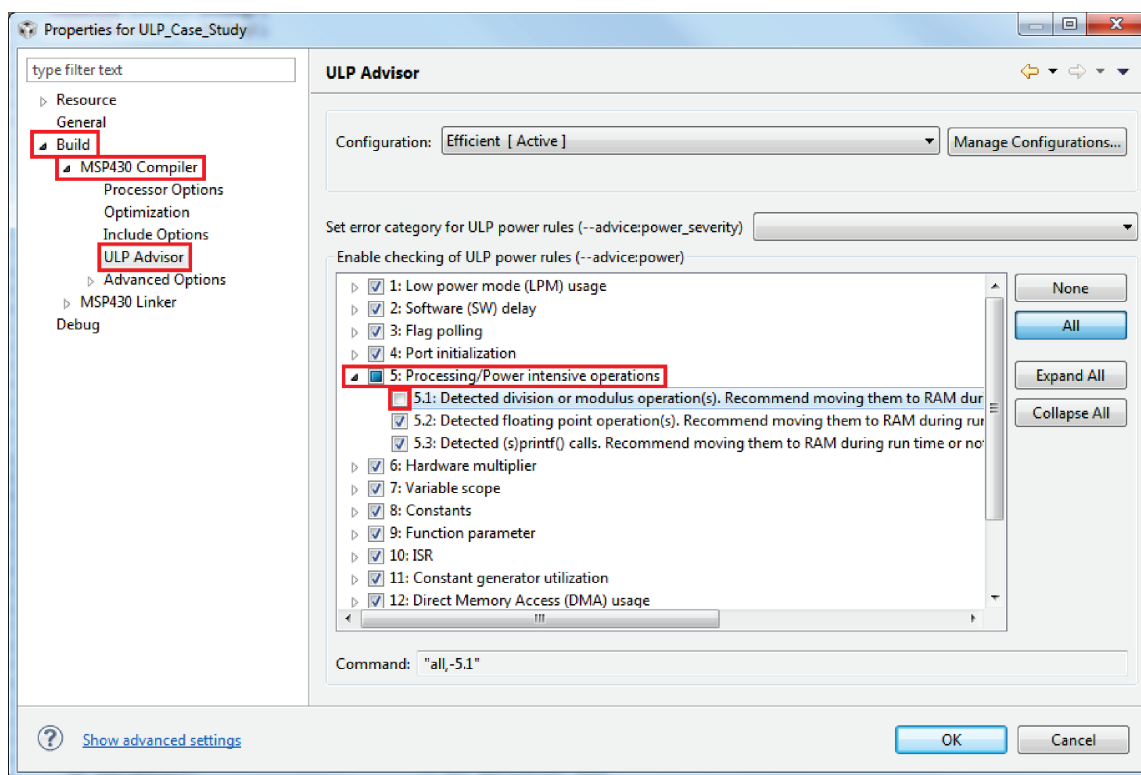 Properties for ULP_Case_Study
type filter text
Resource
General
Build
MSP430 Compiler
Processor Options
Optimization
Include Options
ULP Advisor
Advanced Options
MSP430 Linker
Debug
ULP Advisor
Configuration: Efficient [ Active ] Manage Configurations...
Set error category for ULP power rules (--advice:power_severity)
Enable checking of ULP power rules (--advice:power)
1: Low power mode (LPM) usage
2: Software (SW) delay
3: Flag polling
4: Port initialization
5: Processing/Power intensive operations
5.1: Detected division or modulus operation(s). Recommend moving them to RAM dur
5.2: Detected floating point operation(s). Recommend moving them to RAM during ru
5.3: Detected (s)printf() calls. Recommend moving them to RAM during run time or no
6: Hardware multiplier
7: Variable scope
8: Constants
9: Function parameter
10: ISR
11: Constant generator utilization
12: Direct Memory Access (DMA) usage
None
All
Expand All
Collapse All
Command: "all,-5.1"
Show advanced settings
OK Cancel